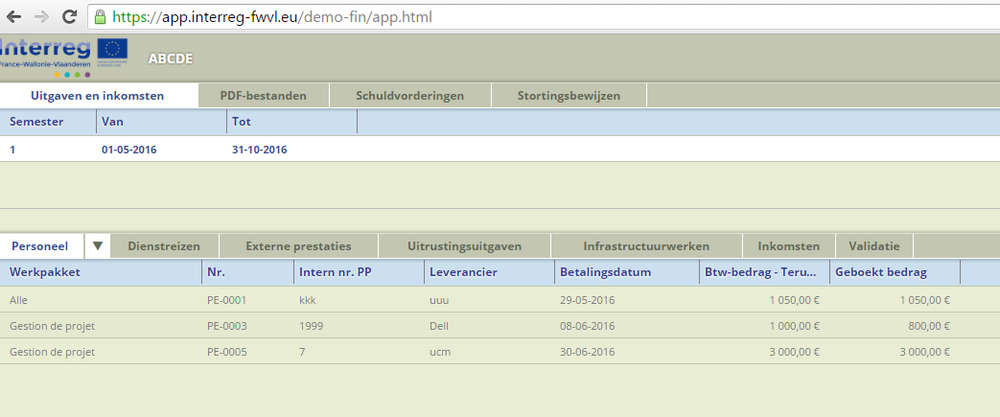 https://app.interreg-fwvl.eu/demo-fin/app.html
Interreg
France-Wallonie-Vlaanderen
ABCDE
Uitgaven en inkomsten PDF-bestanden Schuldvorderingen Stortingsbewijzen
Semester Van Tot
1 01-05-2016 31-10-2016
Personeel ▼ Dienstreizen Externe prestaties Uitrustingsuitgaven Infrastructuurwerken Inkomsten Validatie
Werkpakket Nr. Intern nr. PP Leverancier Betalingsdatum Btw-bedrag - Teru... Geboekt bedrag
Alle PE-0001 kkk uuu 29-05-2016 1 050,00 € 1 050,00 €
Gestion de projet PE-0003 1999 Dell 08-06-2016 1 000,00 € 800,00 €
Gestion de projet PE-0005 7 ucm 30-06-2016 3 000,00 € 3 000,00 €